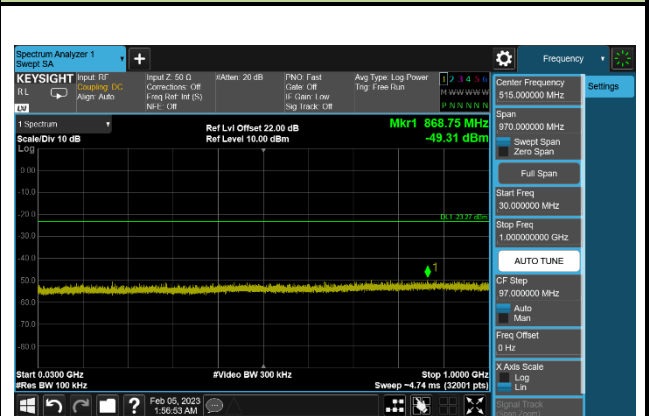 Spectrum Analyzer 1
Swept SA
Frequency
KEYSIGHT
RL
LW
Input: RF
Coupling: DC
Align: Auto
Input Z: 50 Ω
Corrections: Off
Freq Ref: Int (S)
NFE: Off
#Atten: 20 dB
PNO: Fast
Gate: Off
IF Gain: Low
Sig Track: Off
Avg Type: Log-Power
Trig: Free Run
1 2 3 4 5 6
M W W W W W
P N N N N N
Center Frequency
515.000000 MHz
Settings
1 Spectrum
Scale/Div 10 dB
Log
Ref Lvl Offset 22.00 dB
Ref Level 10.00 dBm
Mkr1 868.75 MHz
-49.31 dBm
0.00
-10.0
-20.0
-30.0
-40.0
-50.0
-60.0
-70.0
-80.0
DL1 -23.27 dBm
1
Start 0.0300 GHz
#Res BW 100 kHz
#Video BW 300 kHz
Stop 1.0000 GHz
Sweep ~4.74 ms (32001 pts)
Span
970.000000 MHz
Swept Span
Zero Span
Full Span
Start Freq
30.000000 MHz
Stop Freq
1.000000000 GHz
AUTO TUNE
CF Step
97.000000 MHz
Auto
Man
Freq Offset
0 Hz
X Axis Scale
Log
Lin
Signal Track
(Span Zoom)
?
Feb 05, 2023
1:56:53 AM